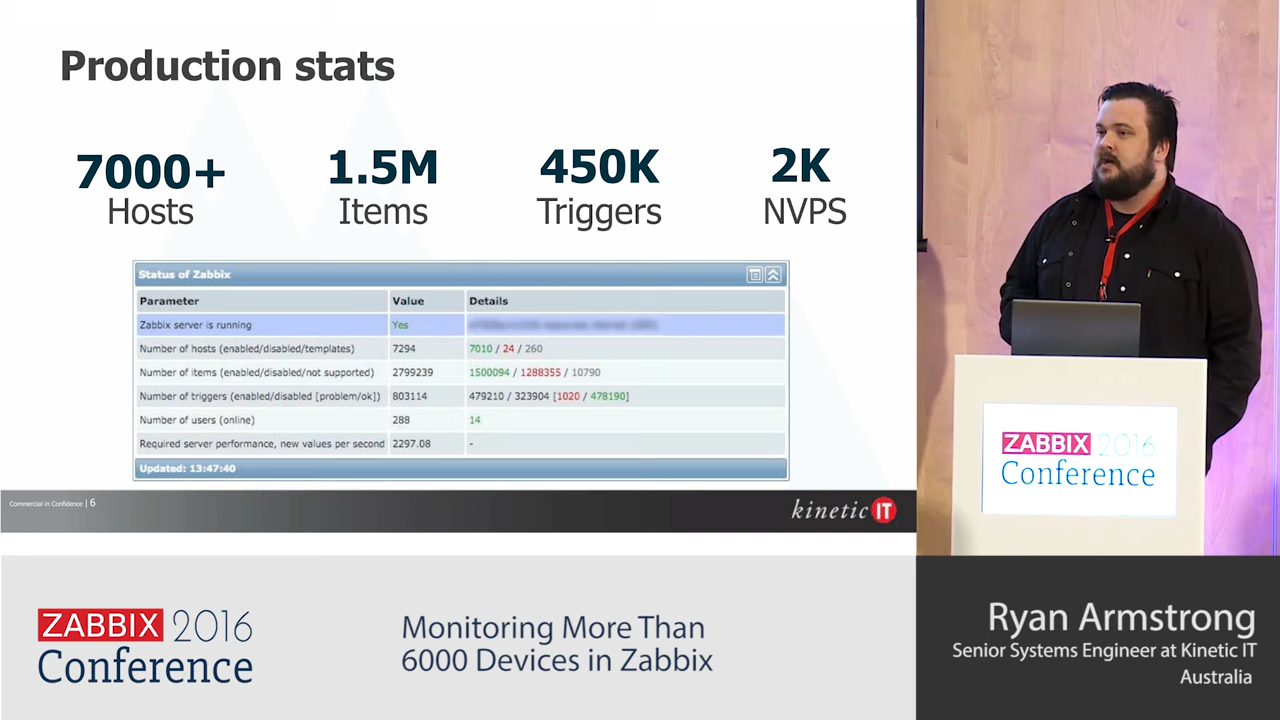 Production stats
7000+ 1.5M 450K 2K
Hosts Items Triggers NVPS
Status of Zabbix
Parameter Value Details
Zabbix server is running Yes
Number of hosts (enabled/disabled/templates) 7294 7010 / 24 / 260
Number of items (enabled/disabled/not supported) 2799239 1500094 / 1288355 / 10790
Number of triggers (enabled/disabled [problem/ok]) 803114 479210 / 323904 [1020 / 478190]
Number of users (online) 288 14
Required server performance, new values per second 2297.08 -
Updated: 13:47:40
Commercial in Confidence | 6
kinetic IT
ZABBIX 2016
Conference
ZABBIX 2016
Conference
Monitoring More Than
6000 Devices in Zabbix
Ryan Armstrong
Senior Systems Engineer at Kinetic IT
Australia